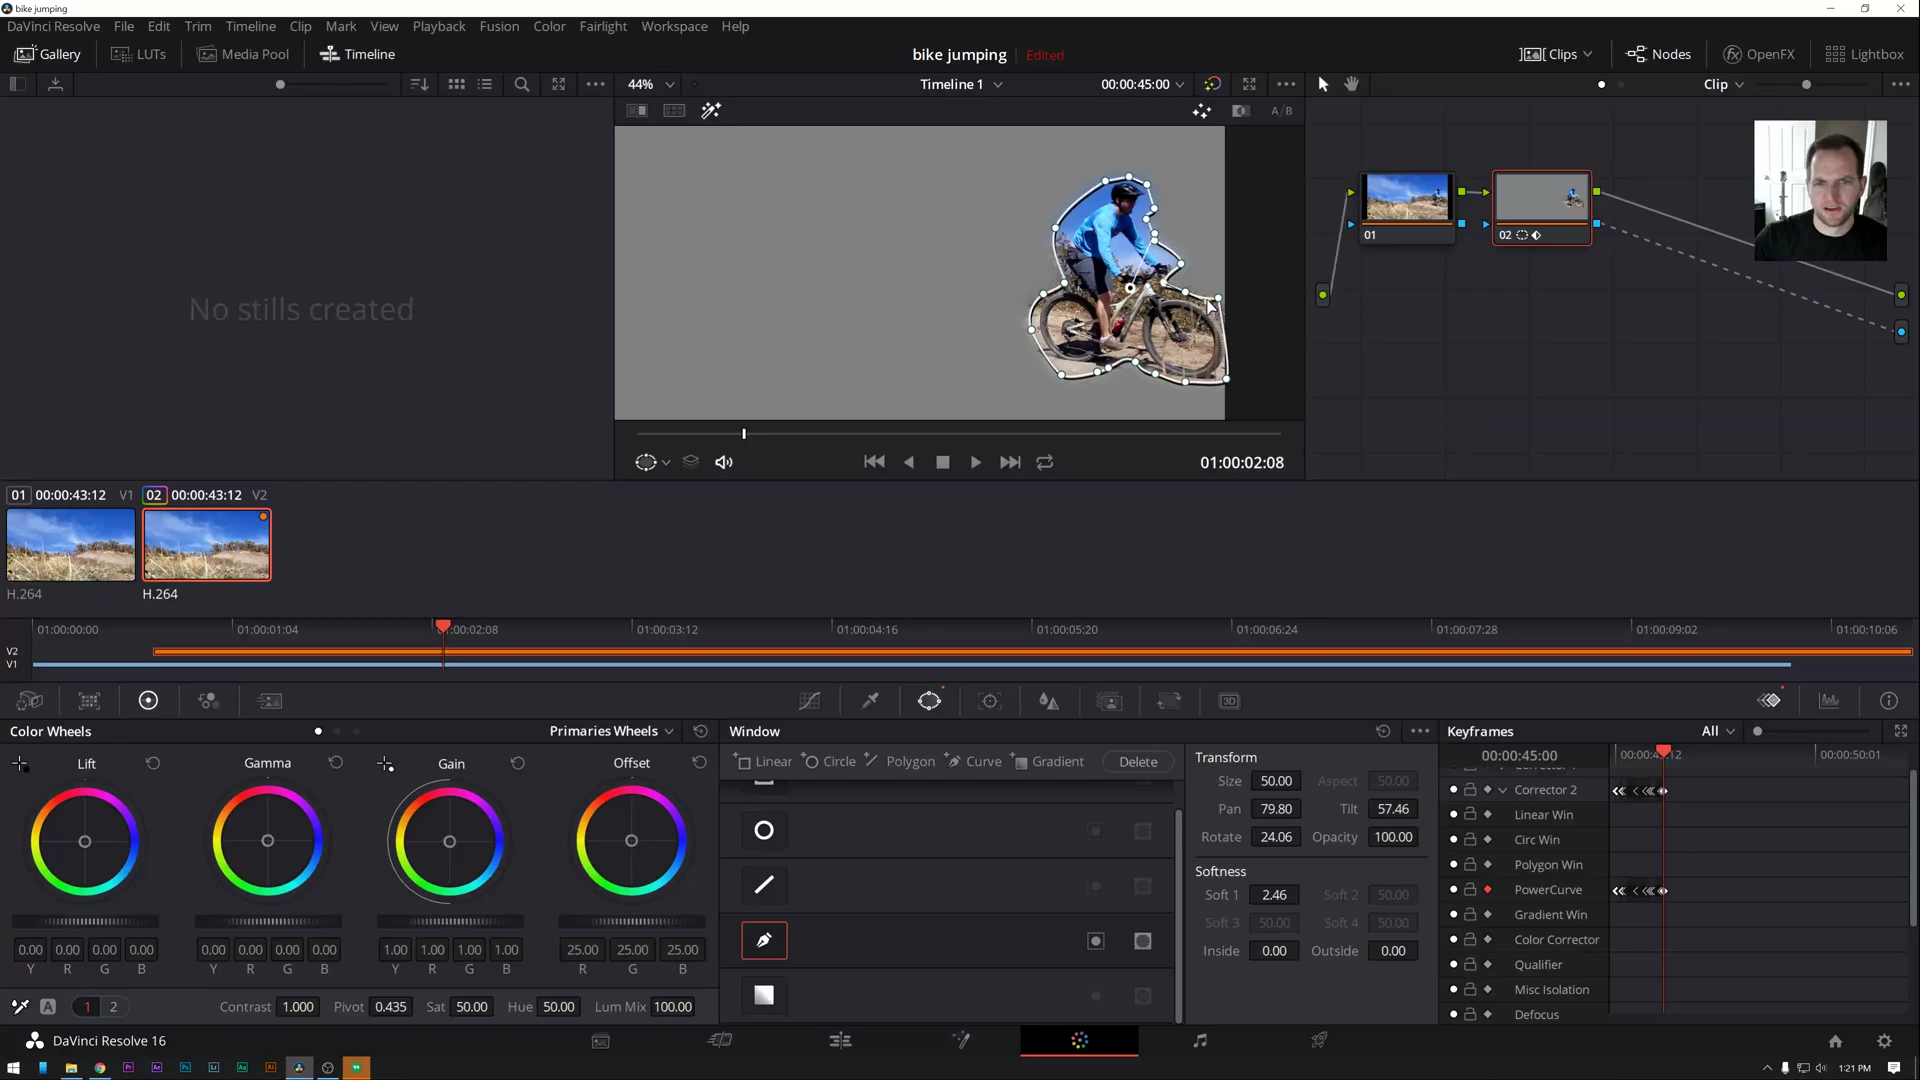 bike jumping
DaVinci Resolve File Edit Trim Timeline Clip Mark View Playback Fusion Color Fairlight Workspace Help
Gallery LUTs Media Pool Timeline bike jumping Edited Clips Nodes OpenFX Lightbox
44% Timeline 1 00:00:45:00 Clip
A/B
No stills created
01
02
01:00:02:08
01 00:00:43:12 V1 02 00:00:43:12 V2
H.264 H.264
01:00:00:00 01:00:01:04 01:00:02:08 01:00:03:12 01:00:04:16 01:00:05:20 01:00:06:24 01:00:07:28 01:00:09:02 01:00:10:06
V2
V1
3D
Color Wheels Primaries Wheels Window Keyframes All
Lift Gamma Gain Offset
Linear Circle Polygon Curve Gradient Delete
Transform
Size 50.00 Aspect 50.00
Pan 79.80 Tilt 57.46
Rotate 24.06 Opacity 100.00
Softness
Soft 1 2.46 Soft 2 50.00
Soft 3 50.00 Soft 4 50.00
Inside 0.00 Outside 0.00
00:00:45:00 00:00:50:01
Corrector 2
Linear Win
Circ Win
Polygon Win
PowerCurve
Gradient Win
Color Corrector
Qualifier
Misc Isolation
Defocus
0.00 0.00 0.00 0.00 0.00 0.00 0.00 0.00 1.00 1.00 1.00 1.00 25.00 25.00 25.00
Y R G B Y R G B Y R G B R G B
A 1 2 Contrast 1.000 Pivot 0.435 Sat 50.00 Hue 50.00 Lum Mix 100.00
DaVinci Resolve 16
1:21 PM